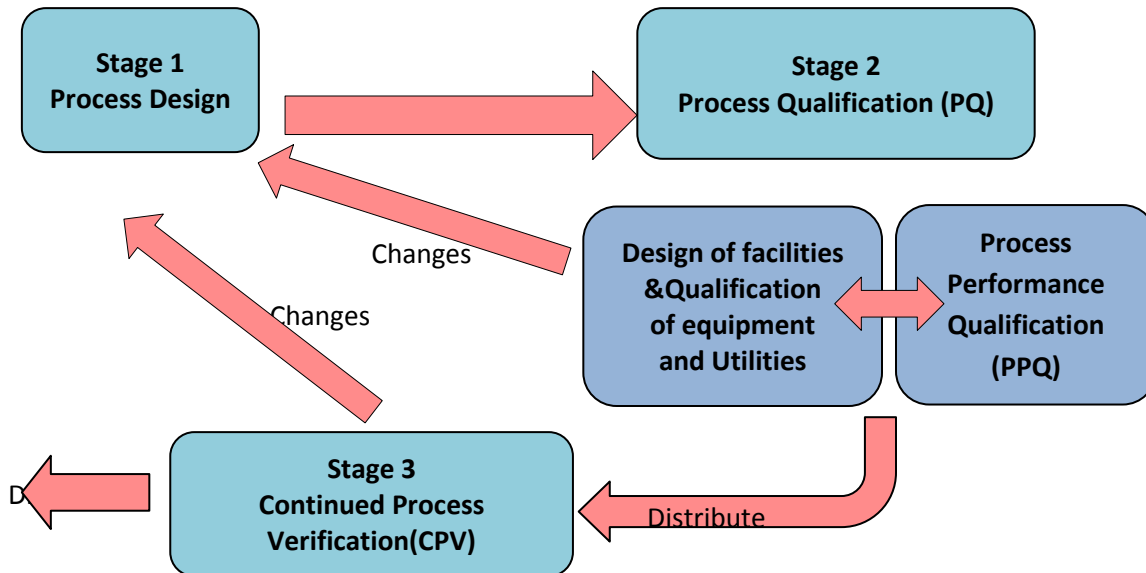 Stage 1
Process Design
Stage 2
Process Qualification (PQ)
Changes
Design of facilities
&Qualification
of equipment
and Utilities
Process
Performance
Qualification
(PPQ)
Changes
Stage 3
Continued Process
Verification(CPV)
Distribute